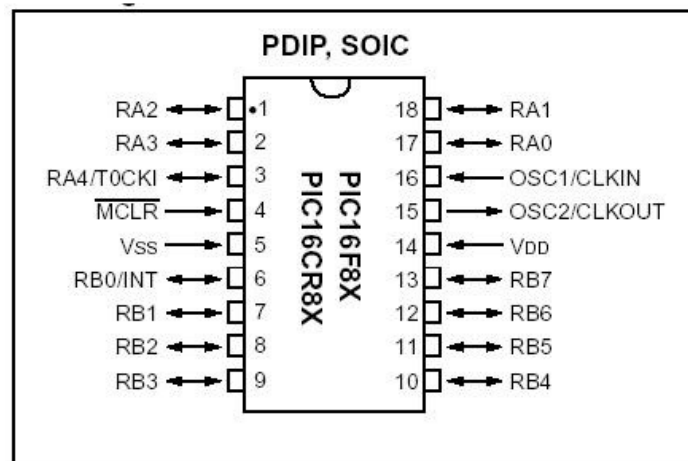 PDIP, SOIC
RA2 •1 18 RA1
RA3 2 17 RA0
RA4/T0CKI 3 16 OSC1/CLKIN
MCLR 4 15 OSC2/CLKOUT
VSS 5 14 VDD
RB0/INT 6 13 RB7
RB1 7 12 RB6
RB2 8 11 RB5
RB3 9 10 RB4
PIC16F8X
PIC16CR8X